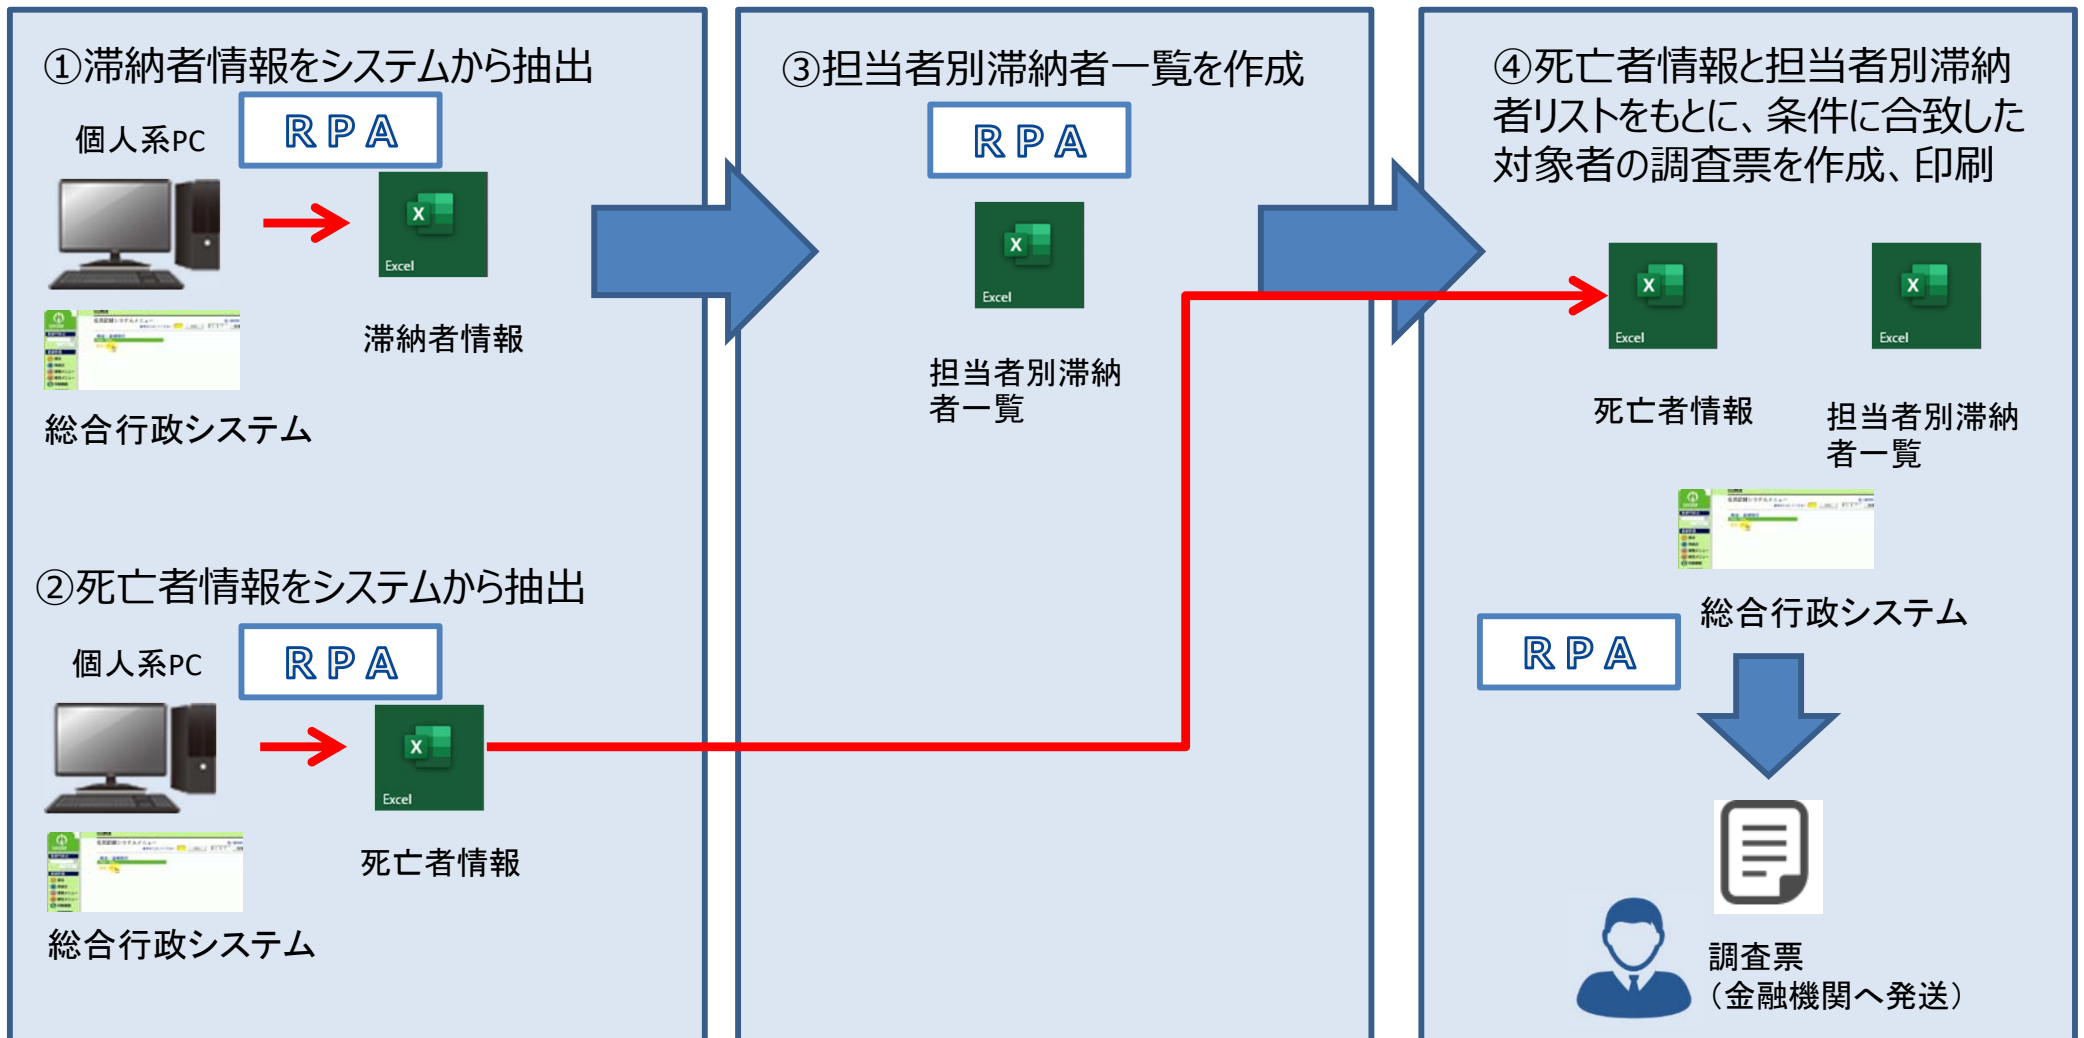 ①滞納者情報をシステムから抽出
RPA
個人系PC
X
Excel
滞納者情報
総合行政システム
②死亡者情報をシステムから抽出
RPA
個人系PC
X
Excel
死亡者情報
総合行政システム
③担当者別滞納者一覧を作成
RPA
X
Excel
担当者別滞納
者一覧
④死亡者情報と担当者別滞納
者リストをもとに、条件に合致した
対象者の調査票を作成、印刷
X
Excel
死亡者情報
X
Excel
担当者別滞納
者一覧
総合行政システム
RPA
調査票
（金融機関へ発送）